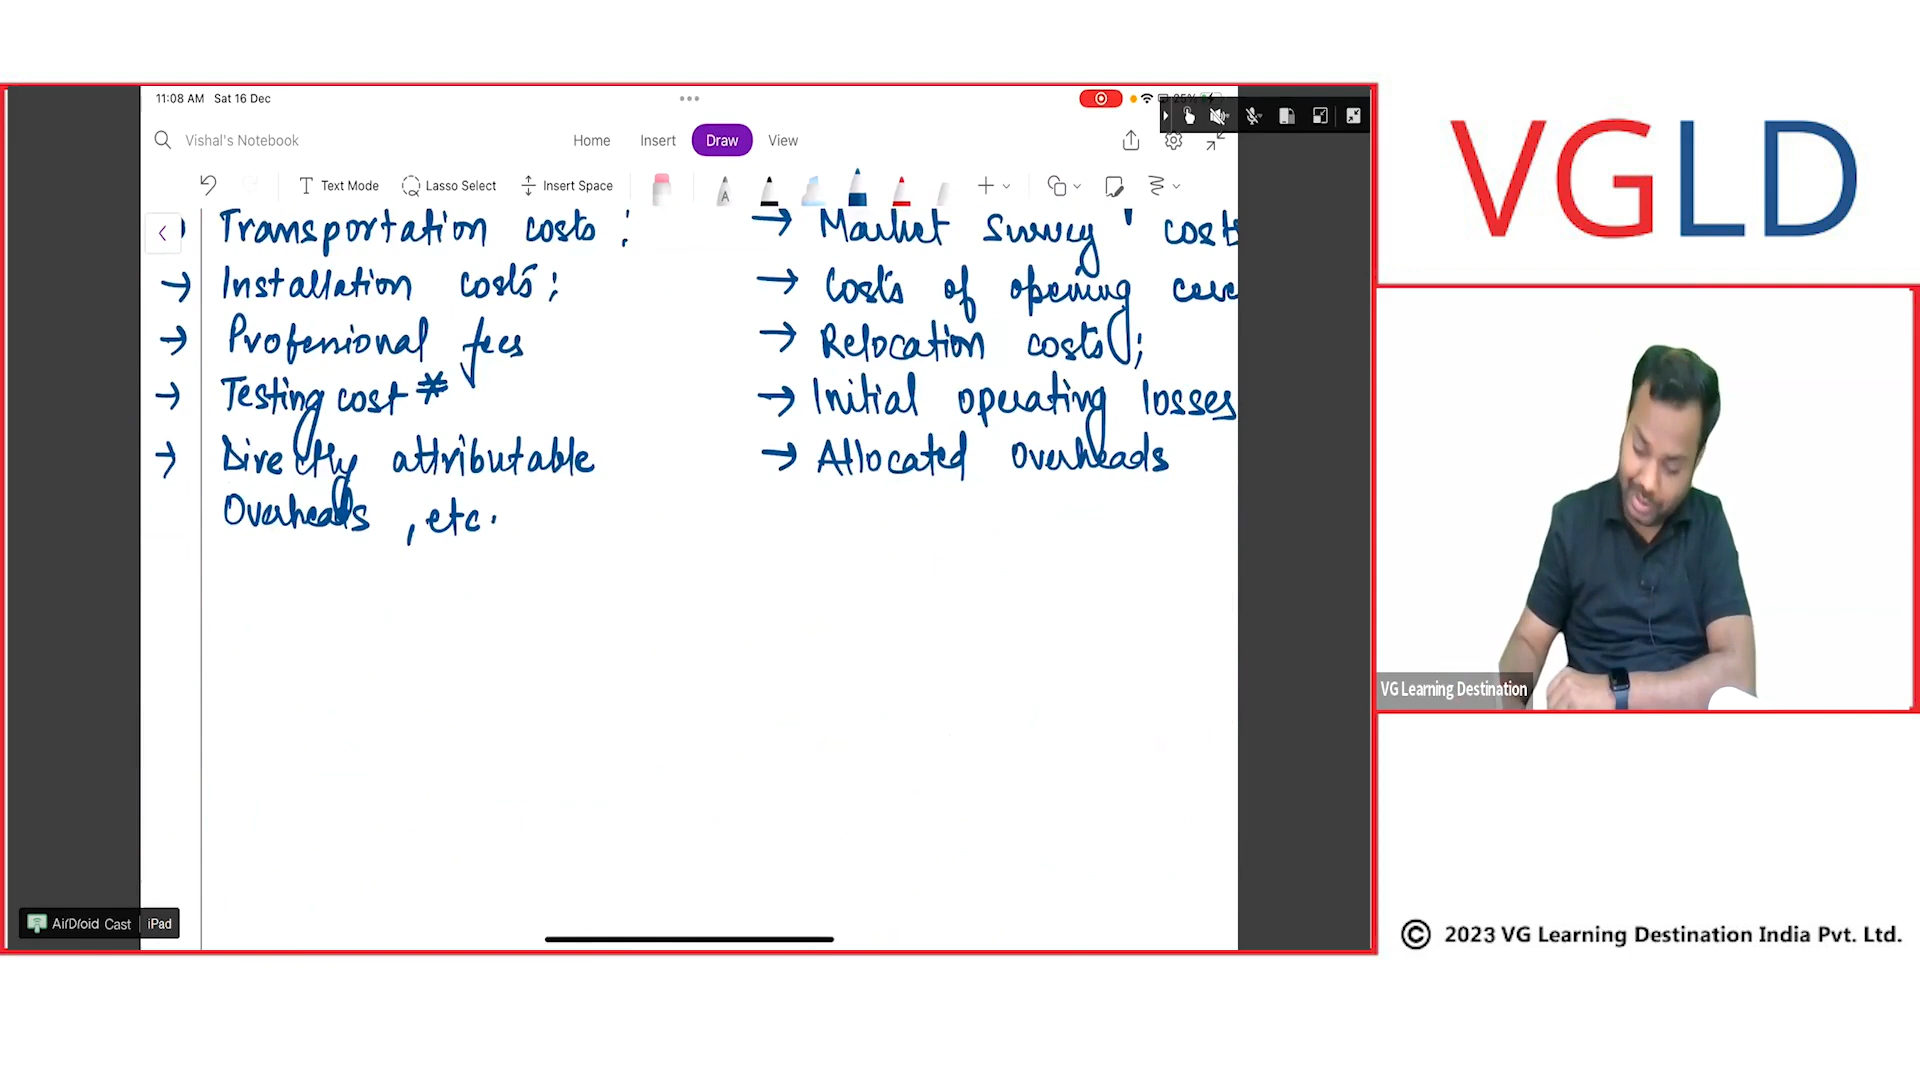 11:08 AM Sat 16 Dec
25%
Vishal's Notebook
Home Insert Draw View
Text Mode Lasso Select Insert Space
Transportation costs; → Market Survey costs
→ Installation costs; → Costs of opening
→ Professional fees → Relocation costs;
→ Testing cost * → Initial operating losses
→ Directly attributable → Allocated Overheads
Overheads, etc.
VGLD
VG Learning Destination
AirDroid Cast iPad
© 2023 VG Learning Destination India Pvt. Ltd.